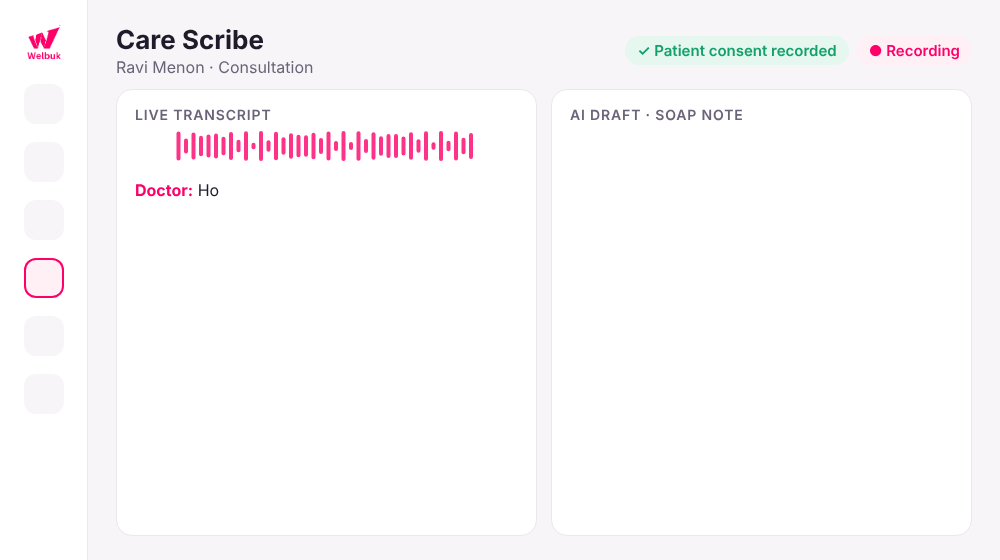 Welbuk
Care Scribe
Ravi Menon · Consultation
✓ Patient consent recorded
Recording
LIVE TRANSCRIPT
Doctor: Ho
AI DRAFT · SOAP NOTE